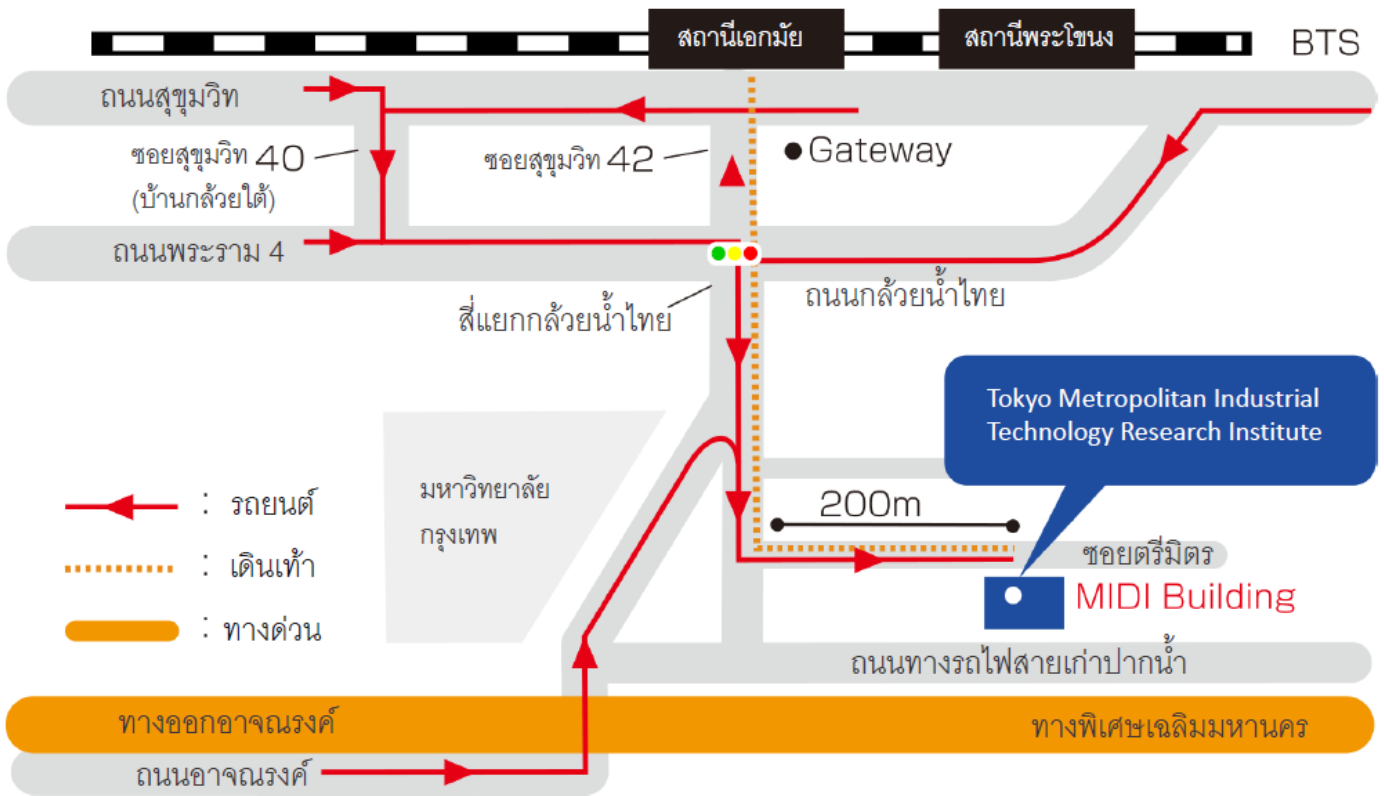 สถานีเอกมัย
สถานีพระโขนง
BTS
ถนนสุขุมวิท
ซอยสุขุมวิท 40
(บ้านกล้วยใต้)
ซอยสุขุมวิท 42
Gateway
ถนนพระราม 4
สี่แยกกล้วยน้ำไทย
ถนนกล้วยน้ำไทย
Tokyo Metropolitan Industrial
Technology Research Institute
มหาวิทยาลัย
กรุงเทพ
200m
: รถยนต์
: เดินเท้า
: ทางด่วน
ซอยตรีมิตร
MIDI Building
ถนนทางรถไฟสายเก่าปากน้ำ
ทางออกอาจณรงค์
ทางพิเศษเฉลิมมหานคร
ถนนอาจณรงค์